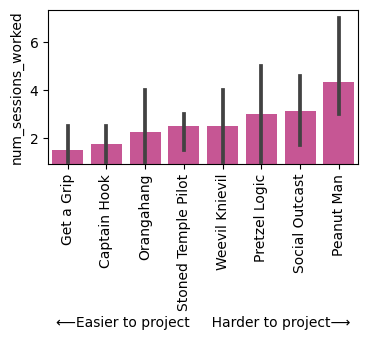 num_sessions_worked
6
4
2
Get a Grip
Captain Hook
Orangahang
Stoned Temple Pilot
Weevil Knievil
Pretzel Logic
Social Outcast
Peanut Man
⟵Easier to project Harder to project⟶